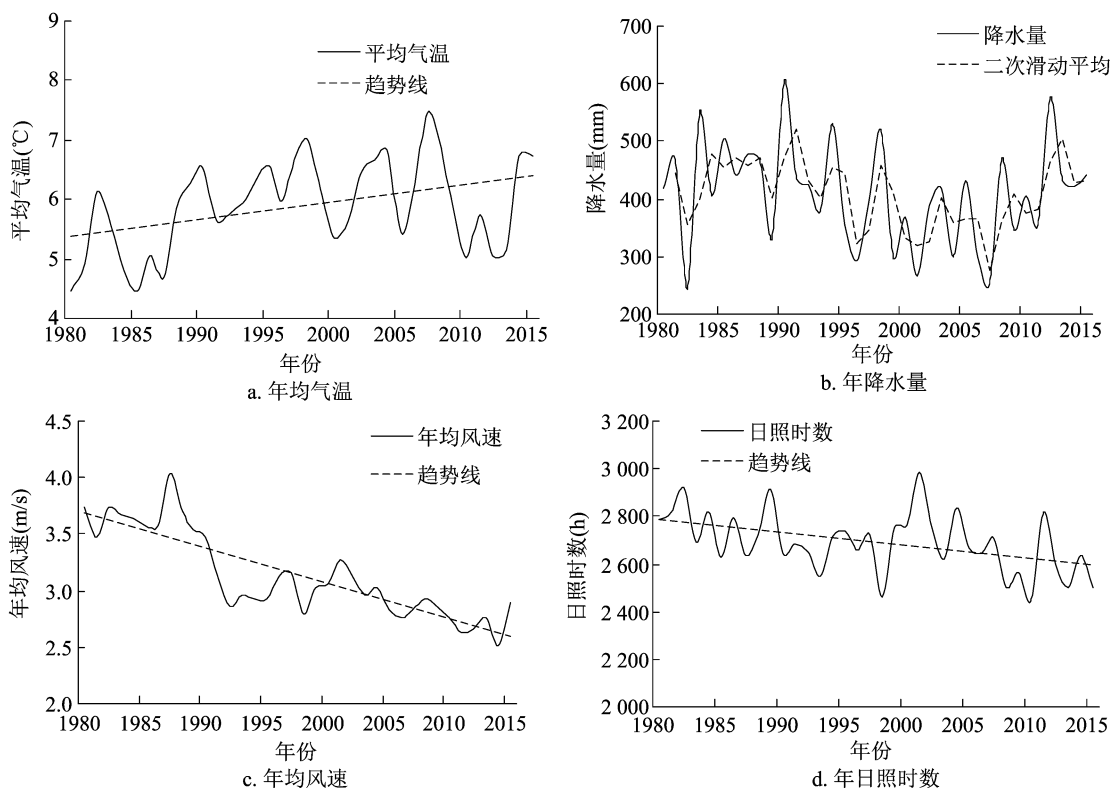 9
8
7
6
5
4
平均气温(℃)
平均气温
趋势线
1980 1985 1990 1995 2000 2005 2010 2015
年份
a. 年均气温
700
600
500
400
300
200
降水量(mm)
降水量
二次滑动平均
1980 1985 1990 1995 2000 2005 2010 2015
年份
b. 年降水量
4.5
4.0
3.5
3.0
2.5
2.0
年均风速(m/s)
年均风速
趋势线
1980 1985 1990 1995 2000 2005 2010 2015
年份
c. 年均风速
3 200
3 000
2 800
2 600
2 400
2 200
2 000
日照时数(h)
日照时数
趋势线
1980 1985 1990 1995 2000 2005 2010 2015
年份
d. 年日照时数